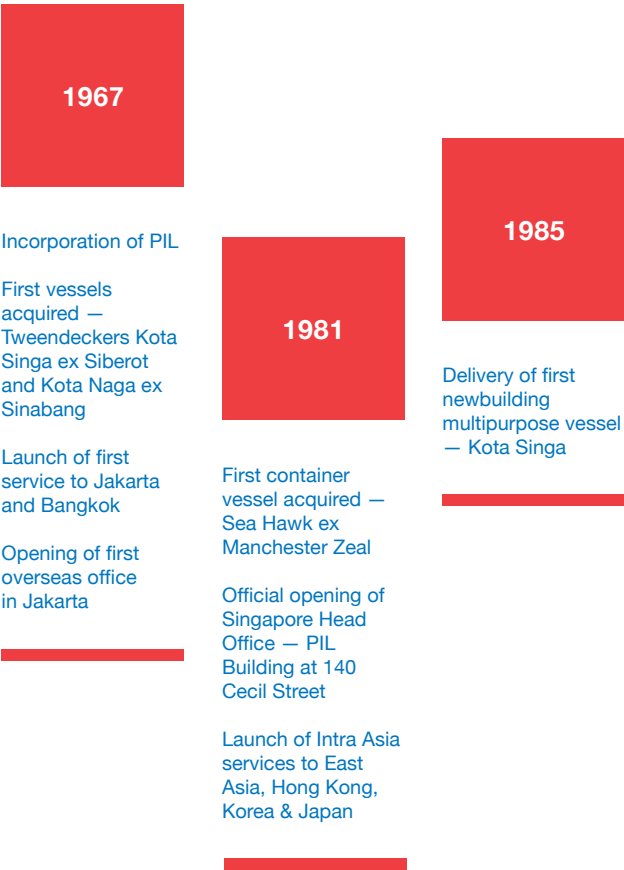 1967
Incorporation of PIL
First vessels
acquired —
Tweendeckers Kota
Singa ex Siberot
and Kota Naga ex
Sinabang
Launch of first
service to Jakarta
and Bangkok
Opening of first
overseas office
in Jakarta
1981
First container
vessel acquired —
Sea Hawk ex
Manchester Zeal
Official opening of
Singapore Head
Office — PIL
Building at 140
Cecil Street
Launch of Intra Asia
services to East
Asia, Hong Kong,
Korea & Japan
1985
Delivery of first
newbuilding
multipurpose vessel
— Kota Singa